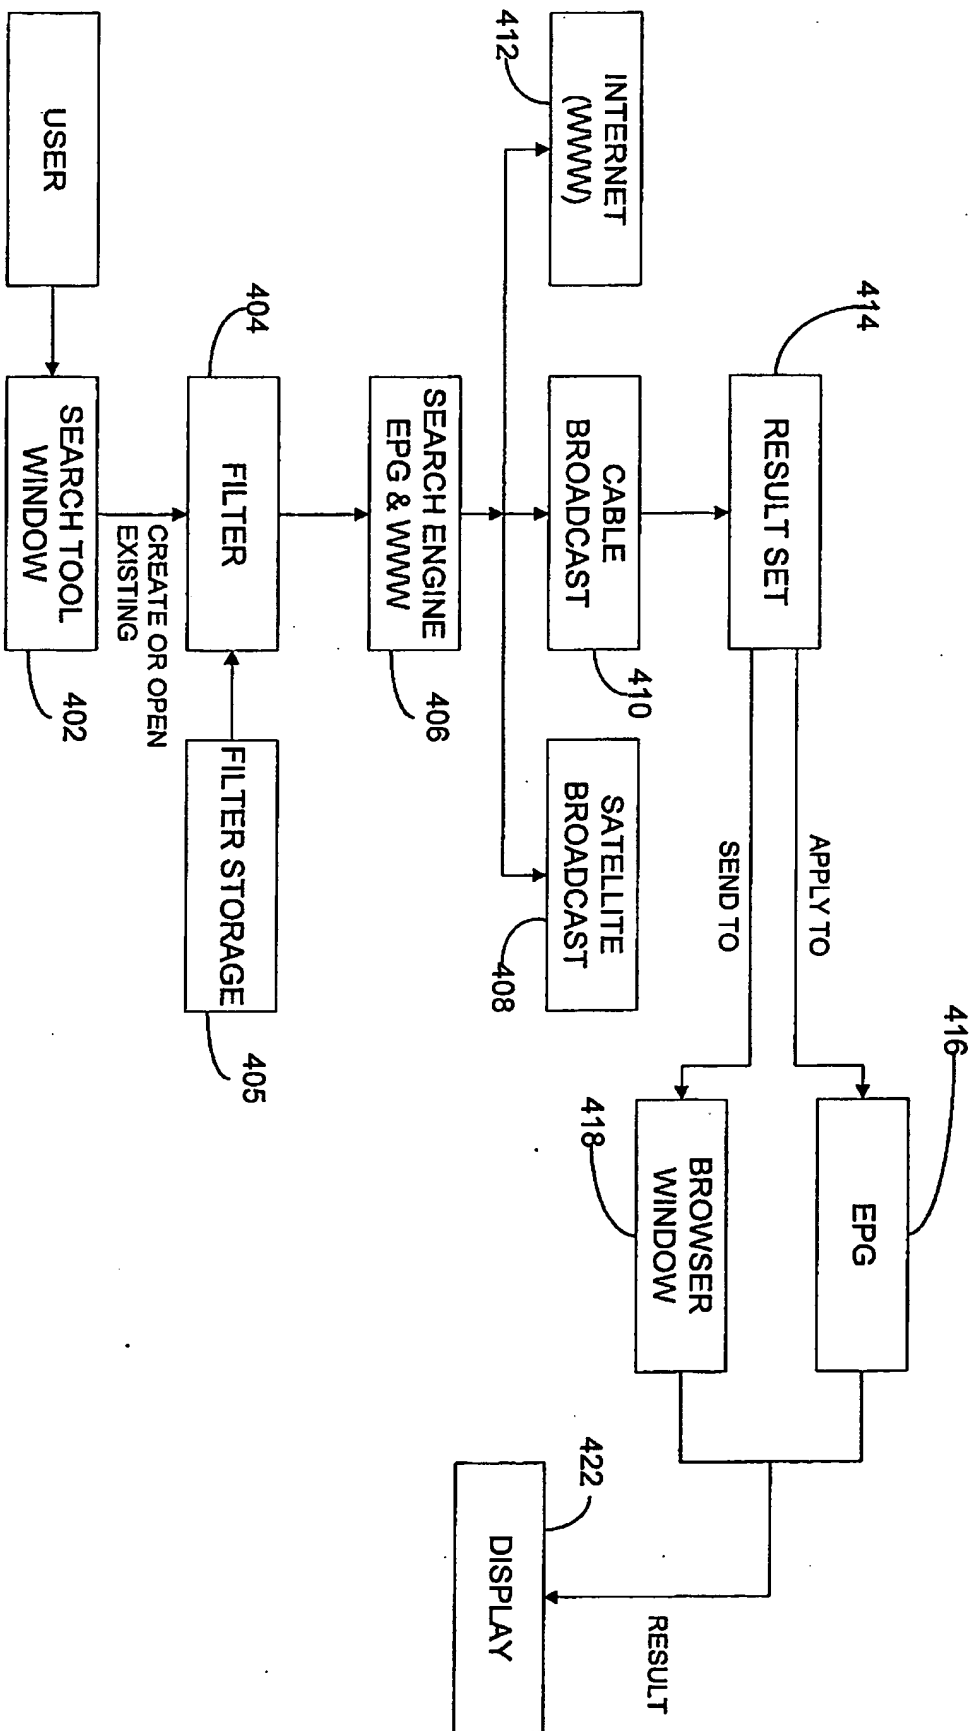 412
INTERNET
(WWW)
414
RESULT SET
CABLE
BROADCAST
410
SATELLITE
BROADCAST
408
APPLY TO
SEND TO
416
EPG
418
BROWSER
WINDOW
SEARCH ENGINE
EPG & WWW
406
404
FILTER
FILTER STORAGE
405
CREATE OR OPEN
EXISTING
USER
SEARCH TOOL
WINDOW
402
RESULT
422
DISPLAY